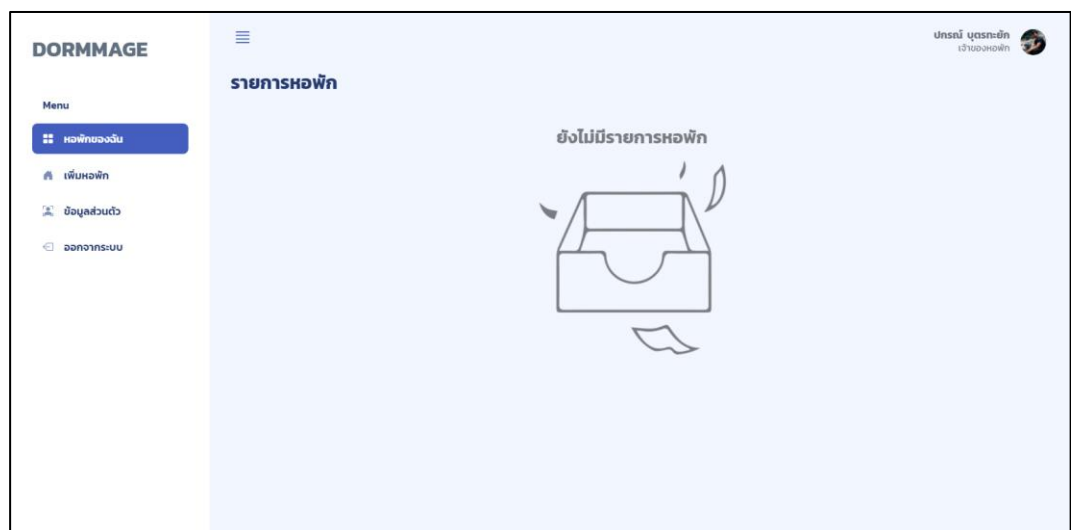 DORMMAGE
Menu
หอพักของฉัน
เพิ่มหอพัก
ข้อมูลส่วนตัว
ออกจากระบบ
ปกรณ์ บุตรทะยัก
เจ้าของหอพัก
รายการหอพัก
ยังไม่มีรายการหอพัก